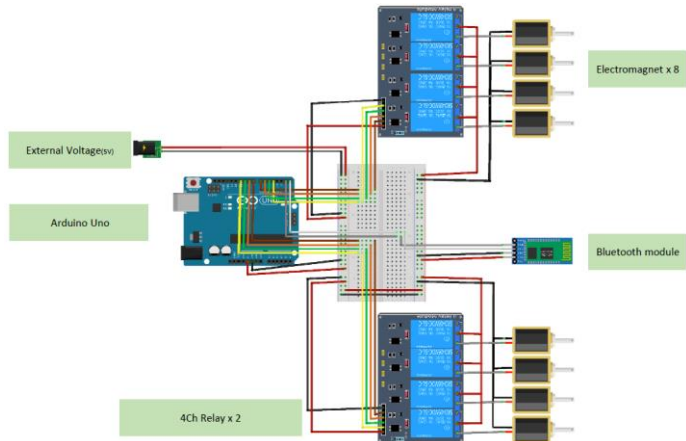 Electromagnet x 8
External Voltage(5V)
Arduino Uno
Bluetooth module
4Ch Relay x 2